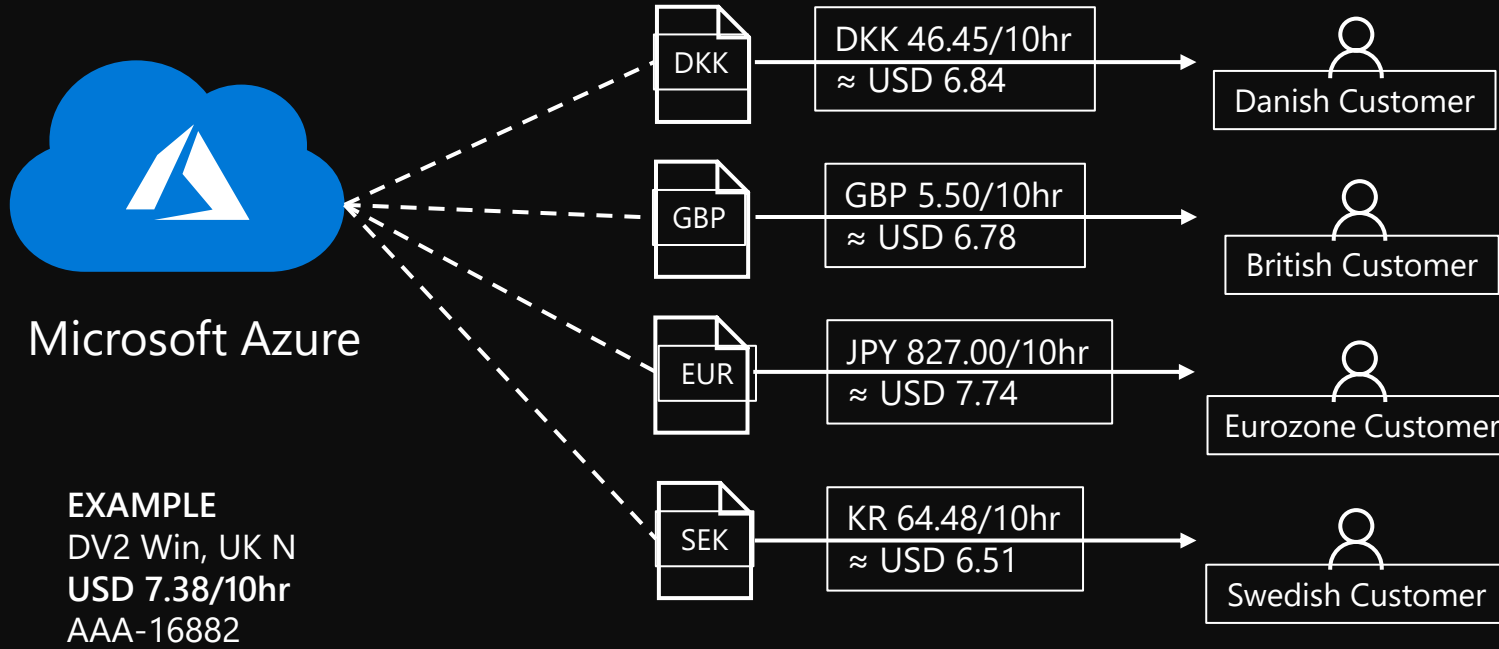 DKK
DKK 46.45/10hr
≈ USD 6.84
Danish Customer
GBP
GBP 5.50/10hr
≈ USD 6.78
British Customer
Microsoft Azure
EUR
JPY 827.00/10hr
≈ USD 7.74
Eurozone Customer
EXAMPLE
DV2 Win, UK N
USD 7.38/10hr
AAA-16882
SEK
KR 64.48/10hr
≈ USD 6.51
Swedish Customer